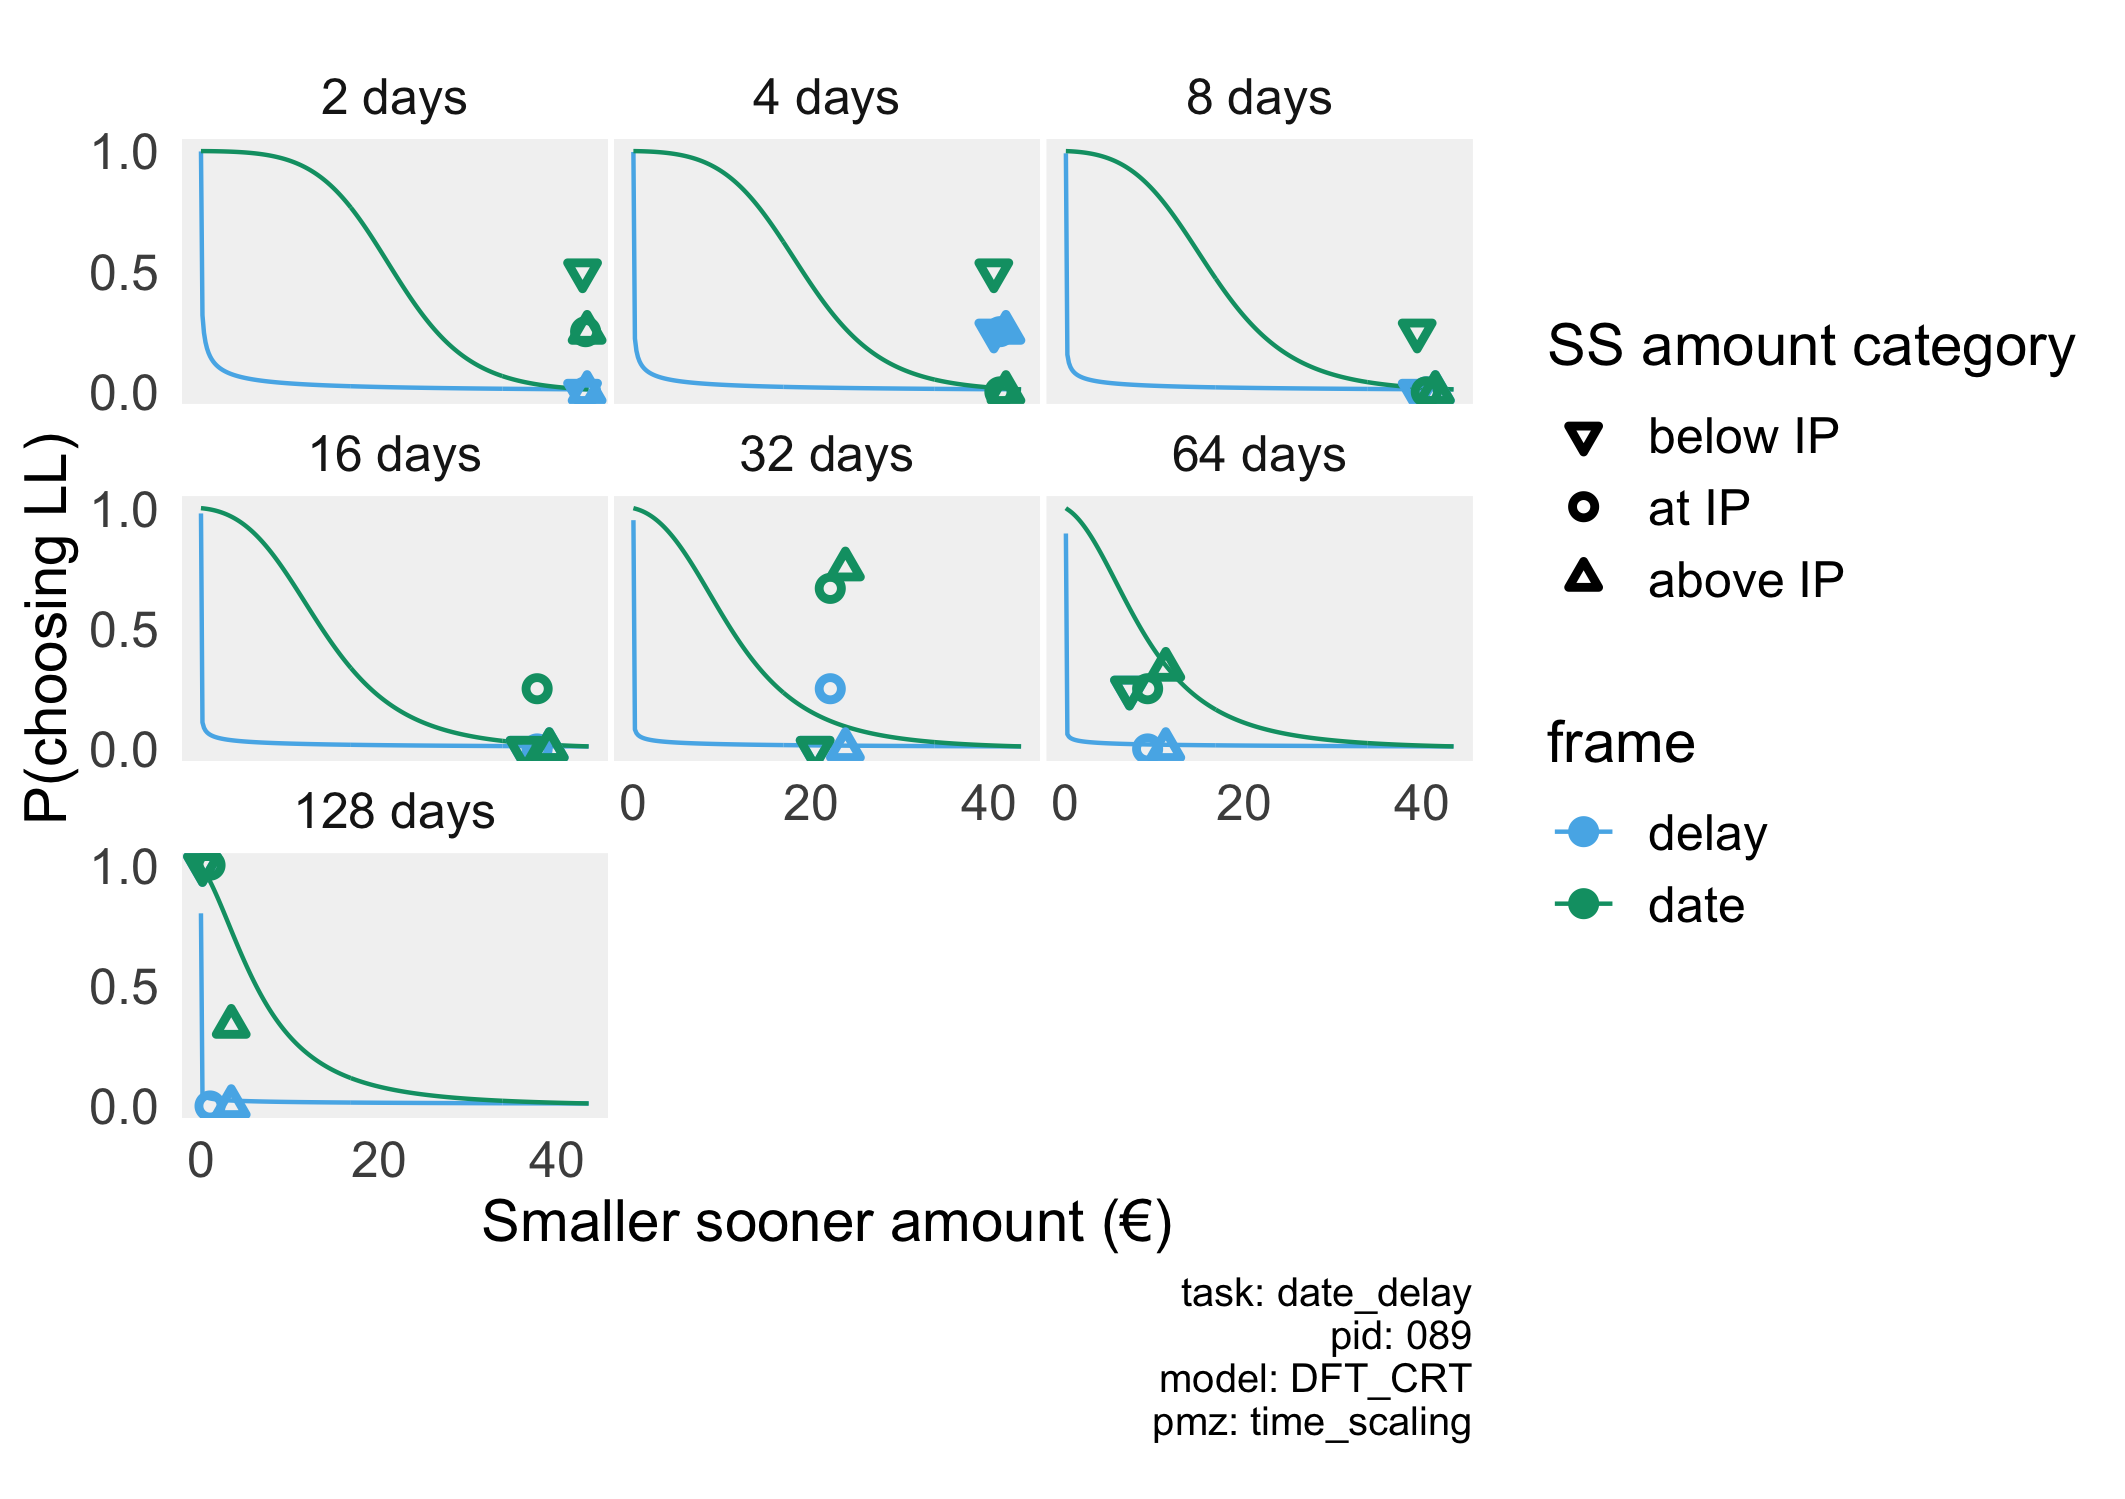 2 days
4 days
8 days
1.0
0.5
0.0
16 days
32 days
64 days
1.0
0.5
0.0
0
20
40
0
20
40
128 days
1.0
0.5
0.0
0
20
40
P(choosing LL)
Smaller sooner amount (€)
SS amount category
below IP
at IP
above IP
frame
delay
date
task: date_delay
pid: 089
model: DFT_CRT
pmz: time_scaling